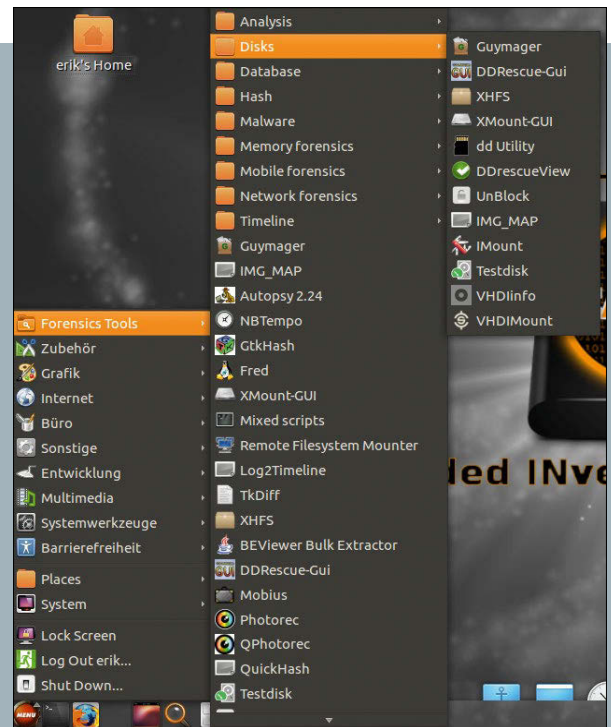 erik's Home
Forensics Tools
Zubehör
Grafik
Internet
Büro
Sonstige
Entwicklung
Multimedia
Systemwerkzeuge
Barrierefreiheit
Places
System
Lock Screen
Log Out erik...
Shut Down...
MENU
Analysis
Disks
Database
Hash
Malware
Memory forensics
Mobile forensics
Network forensics
Timeline
Guymager
IMG_MAP
Autopsy 2.24
NBTempo
GtkHash
Fred
XMount-GUI
Mixed scripts
Remote Filesystem Mounter
Log2Timeline
TkDiff
XHFS
BEViewer Bulk Extractor
DDRescue-Gui
Mobius
Photorec
QPhotorec
QuickHash
Testdisk
Guymager
DDRescue-Gui
XHFS
XMount-GUI
dd Utility
DDrescueView
UnBlock
IMG_MAP
IMount
Testdisk
VHDIinfo
VHDIMount
ded INve